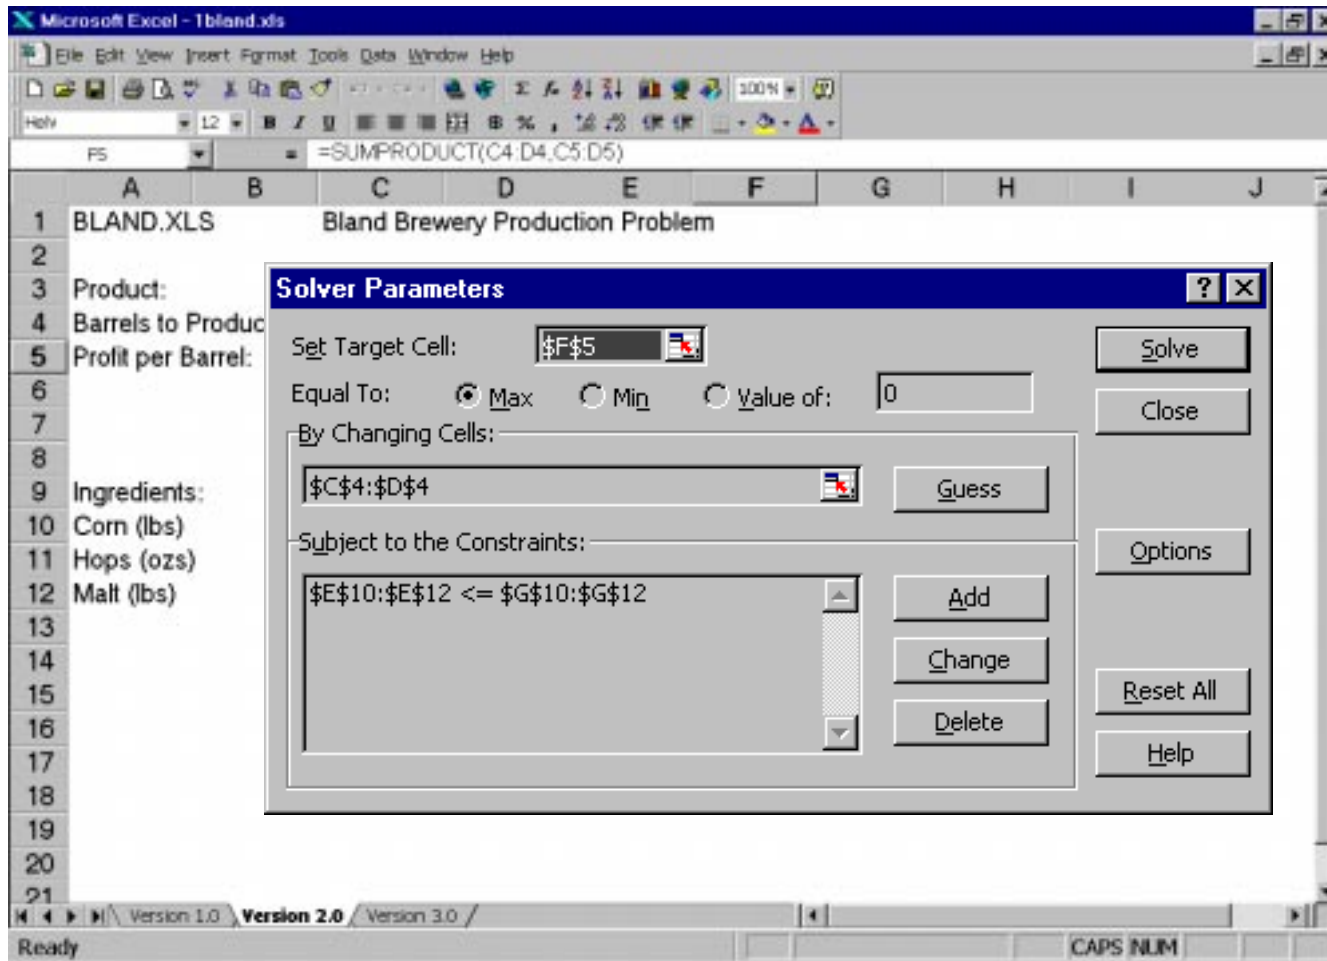 Microsoft Excel - 1bland.xls
File Edit View Insert Format Tools Data Window Help
100%
Helv 12 B I U % ,
F5 = =SUMPRODUCT(C4:D4,C5:D5)
A B C D E F G H I J
1 BLAND.XLS Bland Brewery Production Problem
2
3 Product:
4 Barrels to Produc
5 Profit per Barrel:
6
7
8
9 Ingredients:
10 Corn (lbs)
11 Hops (ozs)
12 Malt (lbs)
13
14
15
16
17
18
19
20
21
Solver Parameters ? X
Set Target Cell: $F$5 Solve
Equal To: Max Min Value of: 0
Close
By Changing Cells:
$C$4:$D$4 Guess
Subject to the Constraints: Options
$E$10:$E$12 <= $G$10:$G$12 Add
Change
Reset All
Delete
Help
Version 1.0 Version 2.0 Version 3.0
Ready CAPS NUM